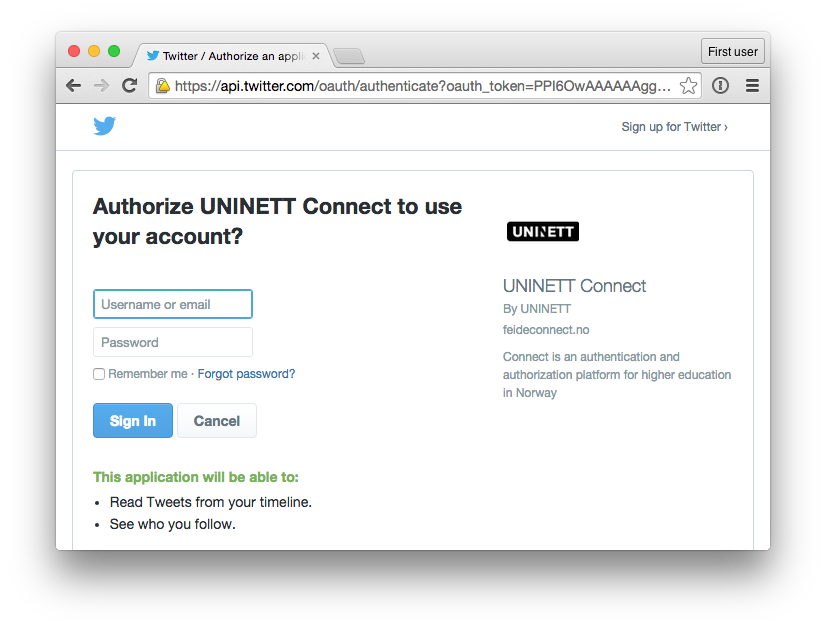 Twitter / Authorize an appli
First user
https://api.twitter.com/oauth/authenticate?oauth_token=PPI6OwAAAAAAgg...
Sign up for Twitter ›
Authorize UNINETT Connect to use
your account?
UNINETT
Username or email
Password
Remember me · Forgot password?
Sign In
Cancel
UNINETT Connect
By UNINETT
feideconnect.no
Connect is an authentication and
authorization platform for higher education
in Norway
This application will be able to:
• Read Tweets from your timeline.
• See who you follow.